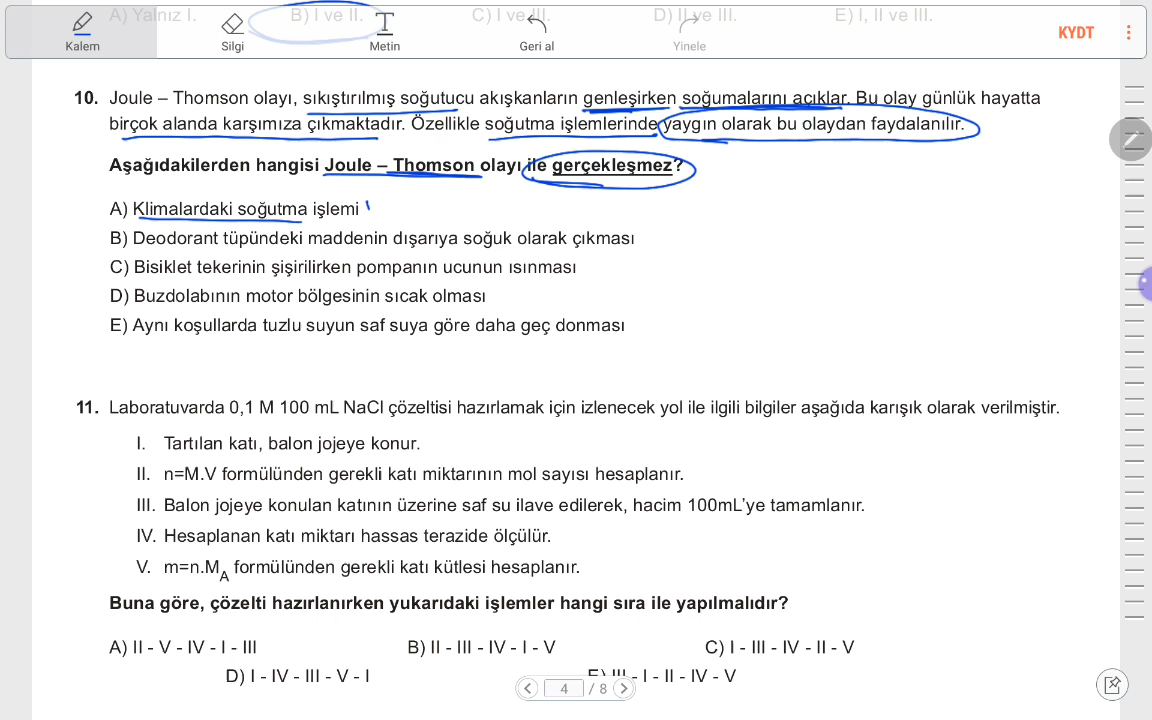 A) Yalnız I. B) I ve II. C) I ve III. D) II ve III. E) I, II ve III.
Kalem Silgi Metin Geri al Yinele KYDT
10. Joule – Thomson olayı, sıkıştırılmış soğutucu akışkanların genleşirken soğumalarını açıklar. Bu olay günlük hayatta
birçok alanda karşımıza çıkmaktadır. Özellikle soğutma işlemlerinde yaygın olarak bu olaydan faydalanılır.
Aşağıdakilerden hangisi Joule – Thomson olayı ile gerçekleşmez?
A) Klimalardaki soğutma işlemi
B) Deodorant tüpündeki maddenin dışarıya soğuk olarak çıkması
C) Bisiklet tekerinin şişirilirken pompanın ucunun ısınması
D) Buzdolabının motor bölgesinin sıcak olması
E) Aynı koşullarda tuzlu suyun saf suya göre daha geç donması
11. Laboratuvarda 0,1 M 100 mL NaCl çözeltisi hazırlamak için izlenecek yol ile ilgili bilgiler aşağıda karışık olarak verilmiştir.
I. Tartılan katı, balon jojeye konur.
II. n=M.V formülünden gerekli katı miktarının mol sayısı hesaplanır.
III. Balon jojeye konulan katının üzerine saf su ilave edilerek, hacim 100mL'ye tamamlanır.
IV. Hesaplanan katı miktarı hassas terazide ölçülür.
V. m=n.MA formülünden gerekli katı kütlesi hesaplanır.
Buna göre, çözelti hazırlanırken yukarıdaki işlemler hangi sıra ile yapılmalıdır?
A) II - V - IV - I - III B) II - III - IV - I - V C) I - III - IV - II - V
D) I - IV - III - V - I E) III - I - II - IV - V
4 / 8